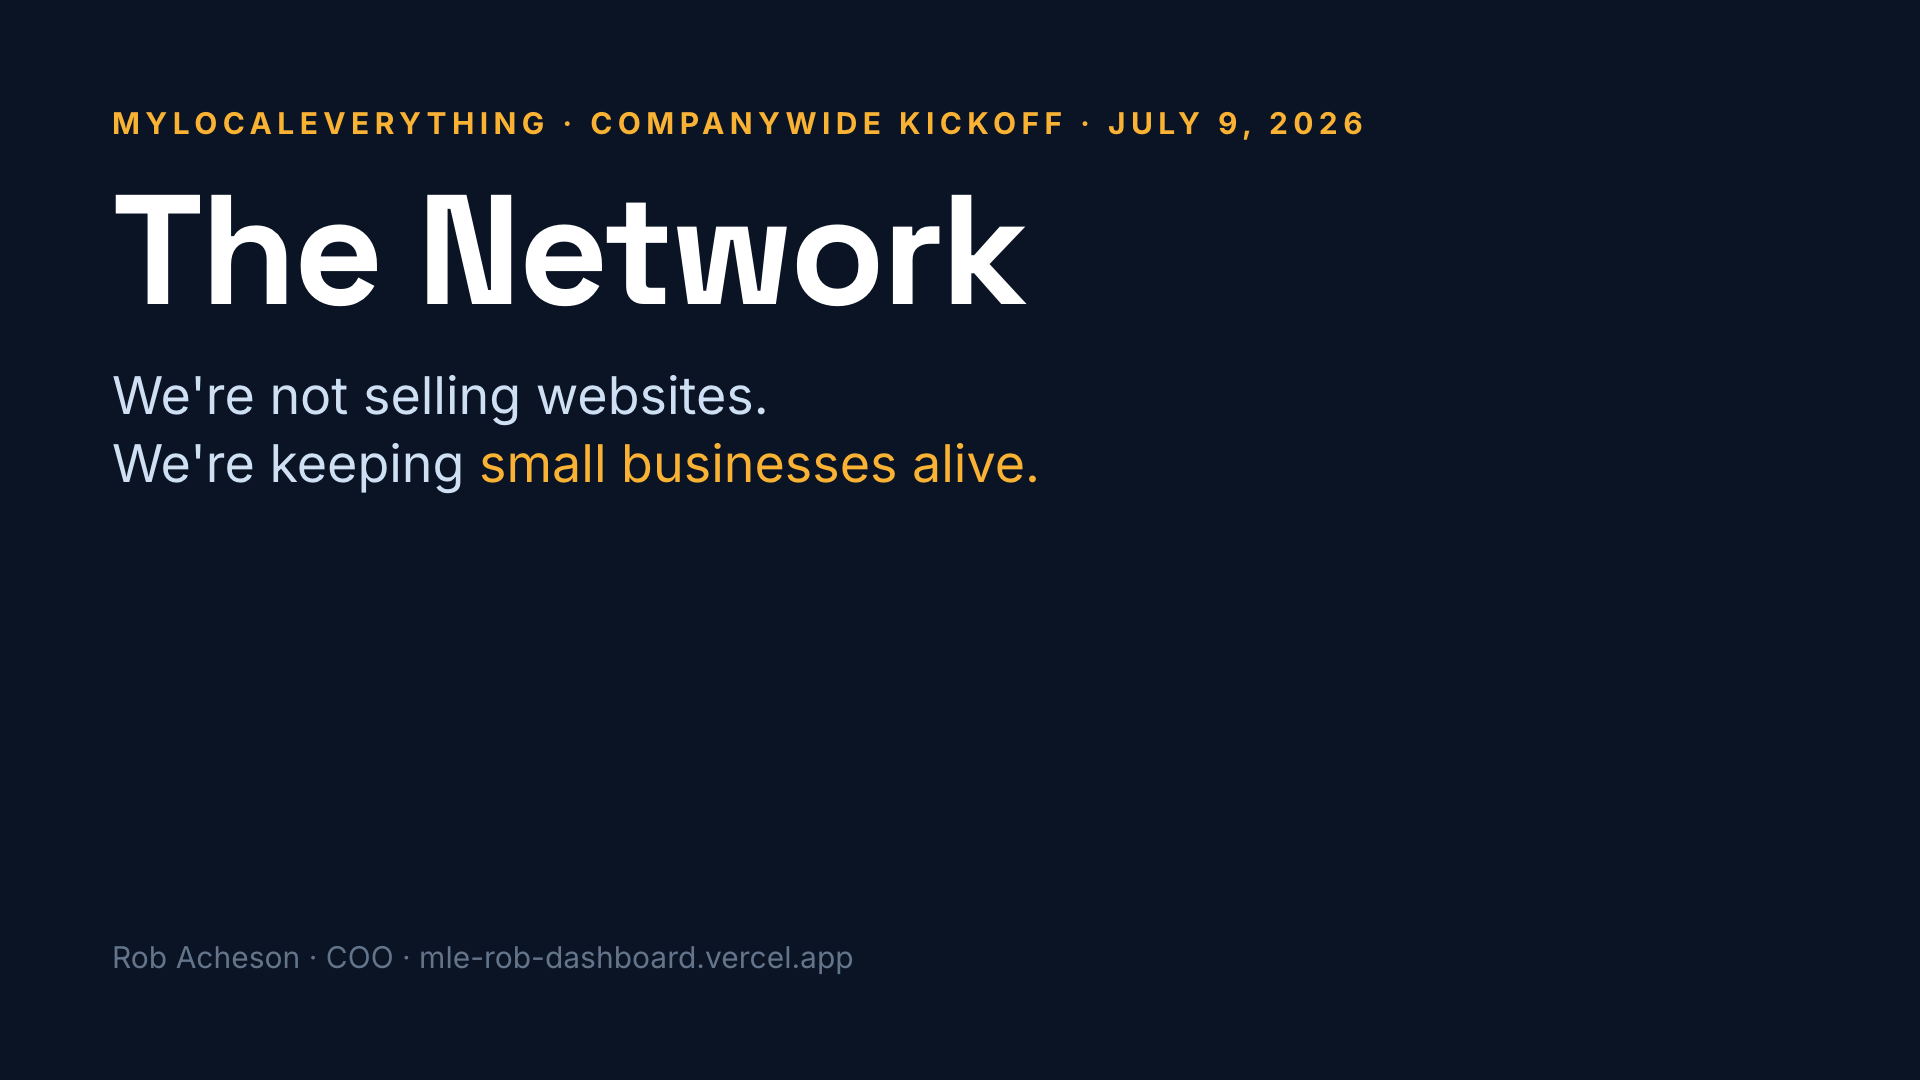 MYLOCALEVERYTHING · COMPANYWIDE KICKOFF · JULY 9, 2026
The Network
We're not selling websites.
We're keeping small businesses alive.
Rob Acheson · COO · mle-rob-dashboard.vercel.app